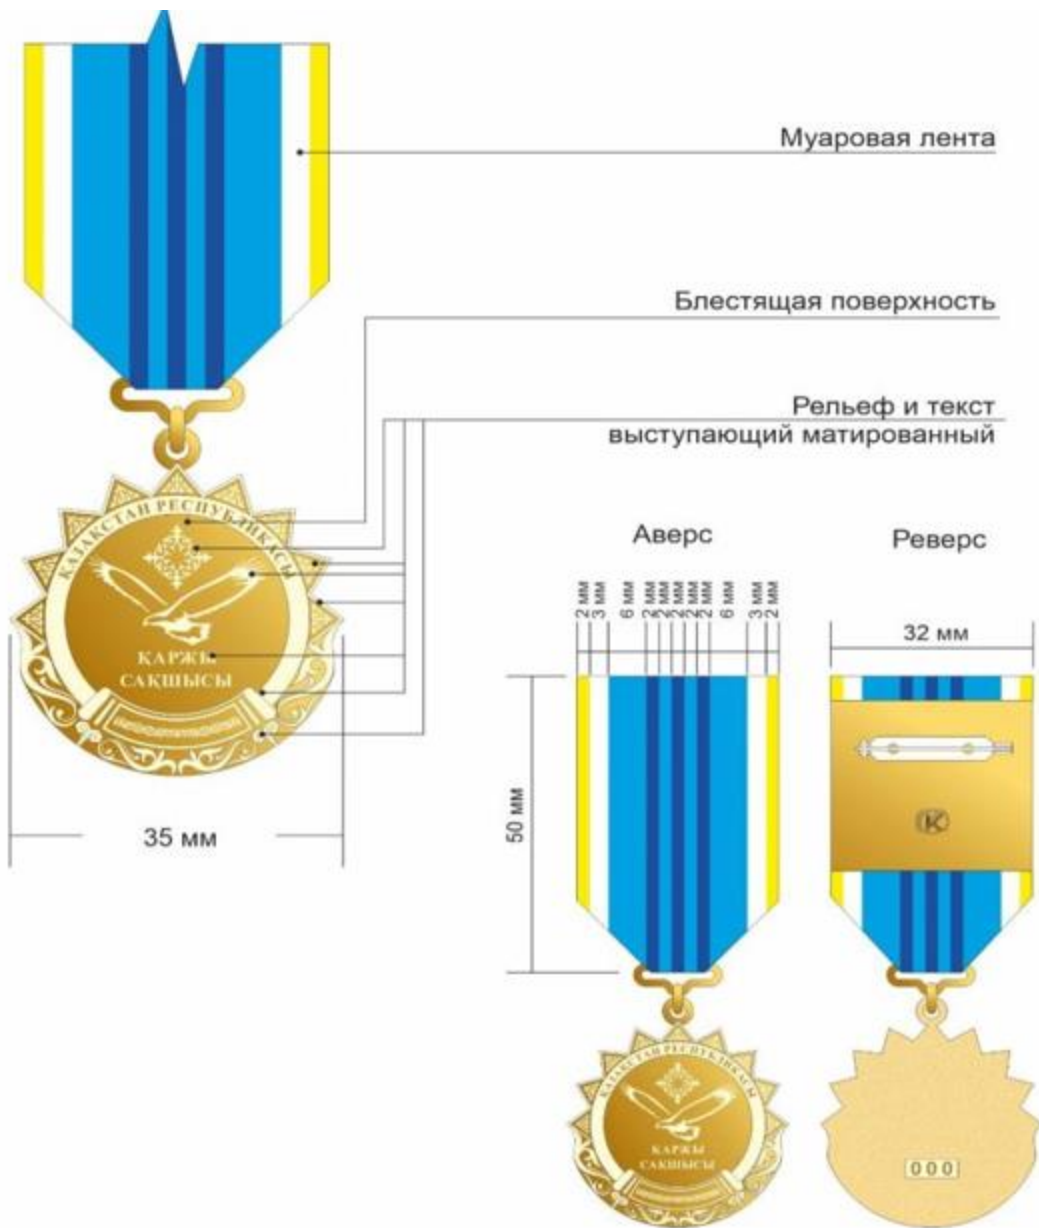 Муаровая лента
Блестящая поверхность
Рельеф и текст
выступающий матированный
ҚАЗАҚСТАН РЕСПУБЛИКАСЫ
ҚАРЖЫ
САҚШЫСЫ
35 мм
Аверс
2 мм
3 мм
6 мм
2 мм
2 мм
2 мм
2 мм
2 мм
6 мм
3 мм
2 мм
50 мм
ҚАЗАҚСТАН РЕСПУБЛИКАСЫ
ҚАРЖЫ
САҚШЫСЫ
Реверс
32 мм
K
000